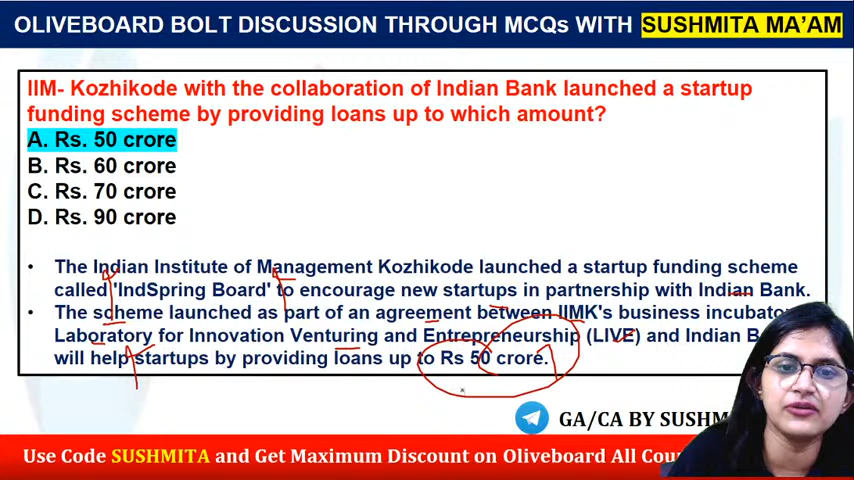 OLIVEBOARD BOLT DISCUSSION THROUGH MCQs WITH SUSHMITA MA'AM
IIM- Kozhikode with the collaboration of Indian Bank launched a startup
funding scheme by providing loans up to which amount?
A. Rs. 50 crore
B. Rs. 60 crore
C. Rs. 70 crore
D. Rs. 90 crore
• The Indian Institute of Management Kozhikode launched a startup funding scheme
called 'IndSpring Board' to encourage new startups in partnership with Indian Bank.
• The scheme launched as part of an agreement between IIMK's business
Laboratory for Innovation Venturing and Entrepreneurship (LIVE) and Indian
will help startups by providing loans up to Rs 50 crore.
GA/CA BY
Use Code SUSHMITA and Get Maximum Discount on Oliveboard All